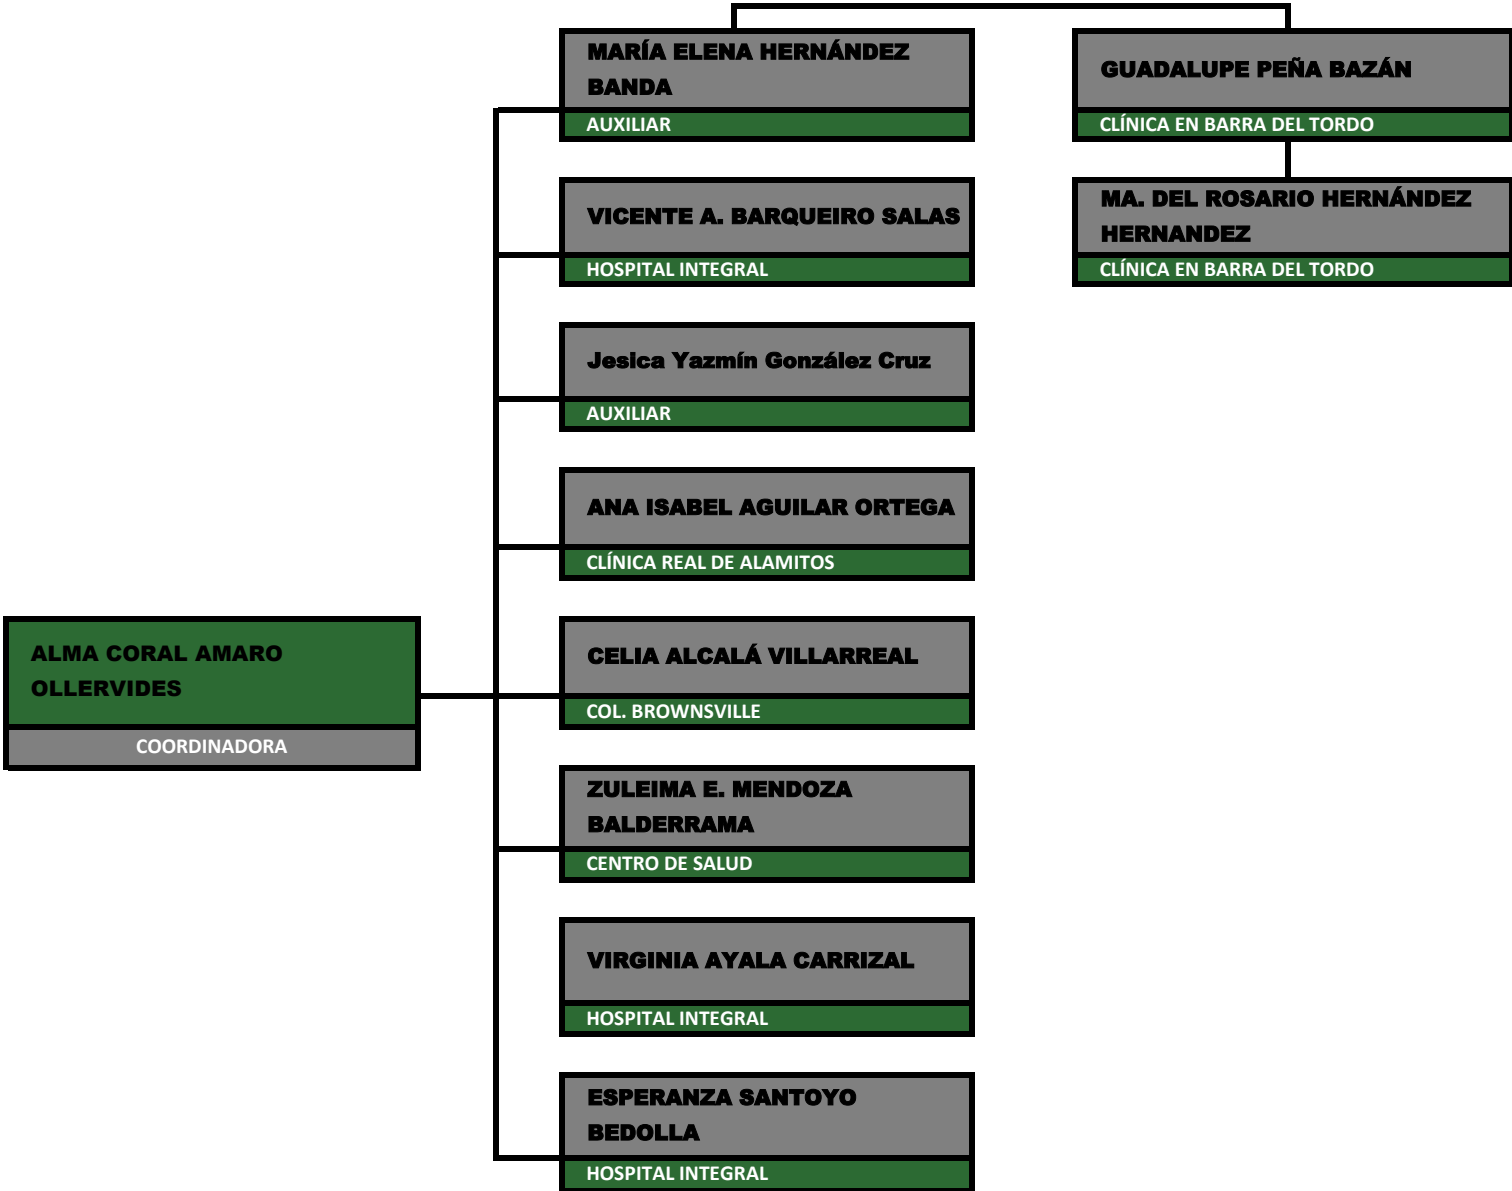 MARÍA ELENA HERNÁNDEZ
BANDA
AUXILIAR
GUADALUPE PEÑA BAZÁN
CLÍNICA EN BARRA DEL TORDO
VICENTE A. BARQUEIRO SALAS
HOSPITAL INTEGRAL
MA. DEL ROSARIO HERNÁNDEZ
HERNANDEZ
CLÍNICA EN BARRA DEL TORDO
Jesica Yazmín González Cruz
AUXILIAR
ANA ISABEL AGUILAR ORTEGA
CLÍNICA REAL DE ALAMITOS
ALMA CORAL AMARO
OLLERVIDES
COORDINADORA
CELIA ALCALÁ VILLARREAL
COL. BROWNSVILLE
ZULEIMA E. MENDOZA
BALDERRAMA
CENTRO DE SALUD
VIRGINIA AYALA CARRIZAL
HOSPITAL INTEGRAL
ESPERANZA SANTOYO
BEDOLLA
HOSPITAL INTEGRAL